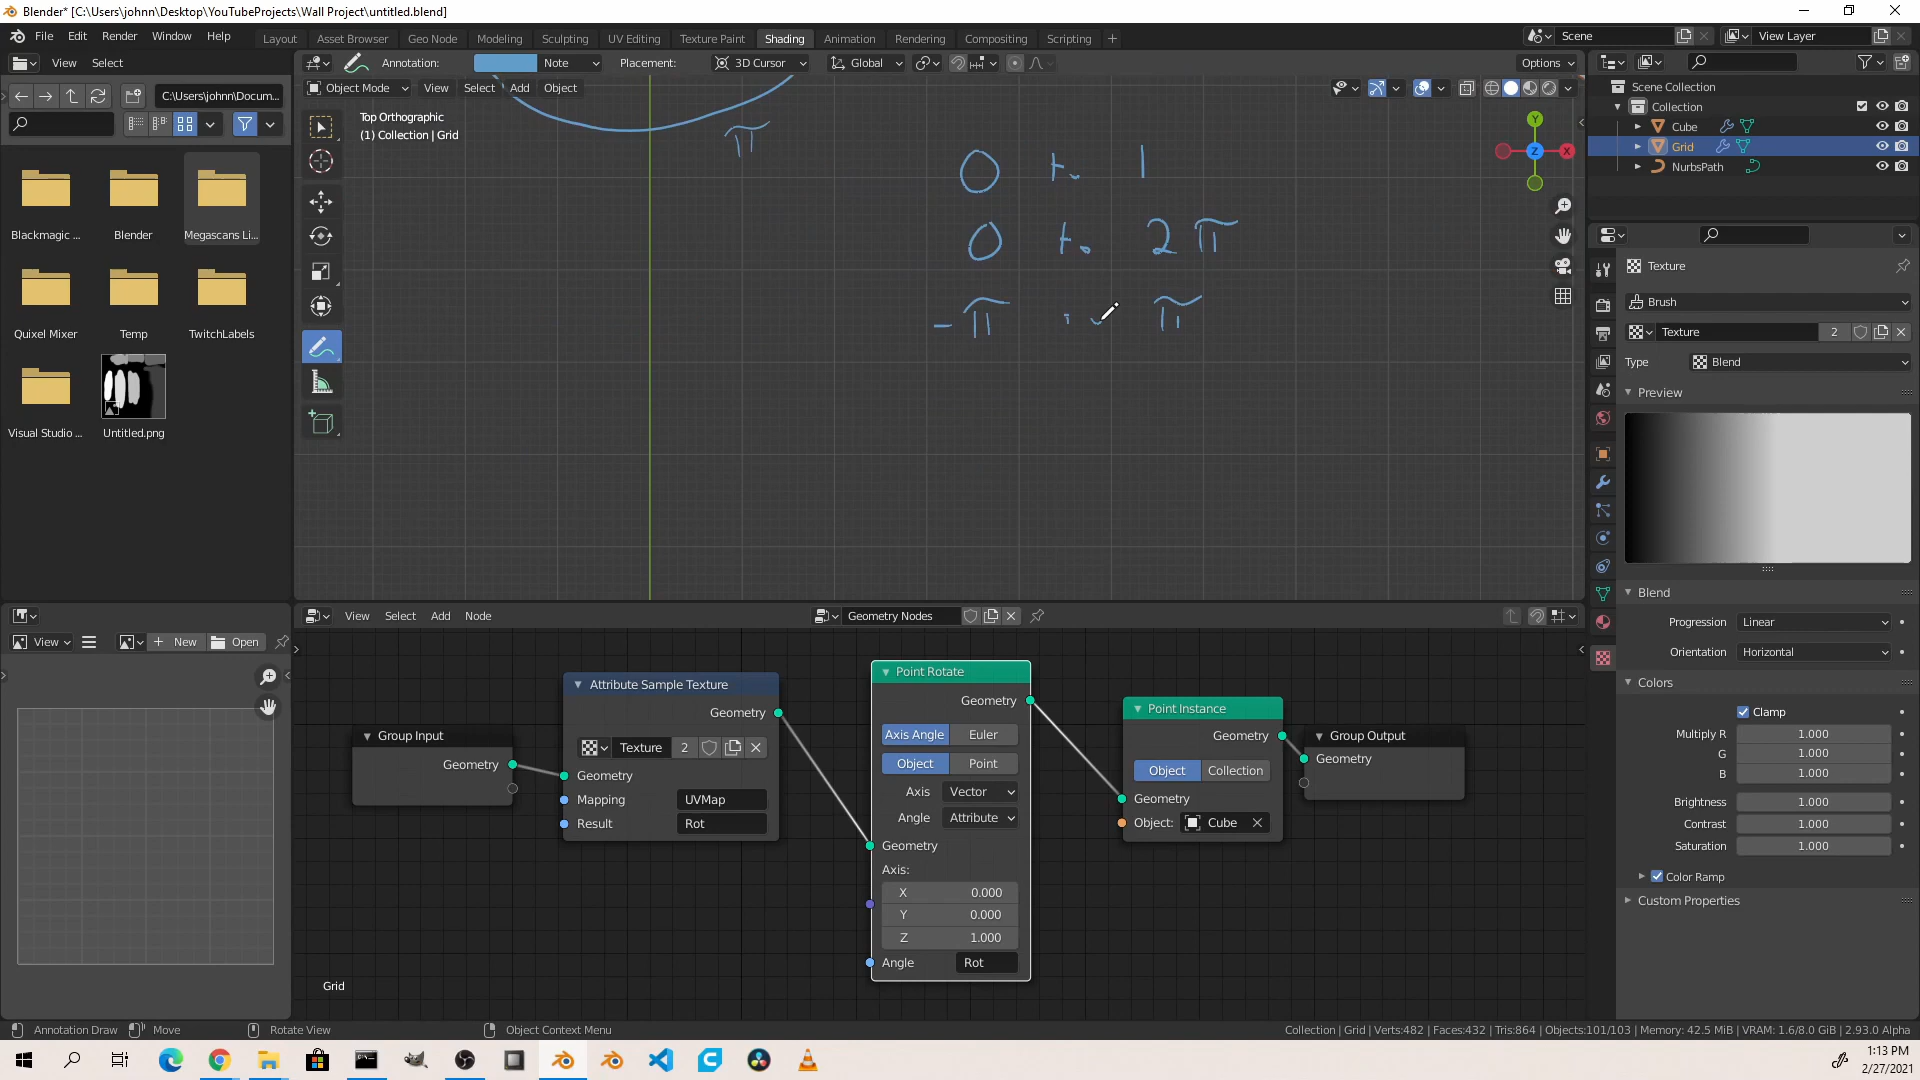 Blender* [C:\Users\johnn\Desktop\YouTubeProjects\Wall Project\untitled.blend]
File Edit Render Window Help
Layout Asset Browser Geo Node Modeling Sculpting UV Editing Texture Paint Shading Animation Rendering Compositing Scripting
Scene
View Layer
View Select
Annotation: Note Placement: 3D Cursor Global Options
C:\Users\johnn\Docum...
Object Mode View Select Add Object
Top Orthographic
(1) Collection | Grid
π
0 to 1
0 to 2π
-π π
Blackmagic ... Blender Megascans Li...
Quixel Mixer Temp TwitchLabels
Visual Studio ... Untitled.png
Y
Z
X
Scene Collection
Collection
Cube
Grid
NurbsPath
Texture
Brush
Texture 2
Type Blend
Preview
Blend
Progression Linear
Orientation Horizontal
Colors
Clamp
Multiply R 1.000
G 1.000
B 1.000
Brightness 1.000
Contrast 1.000
Saturation 1.000
Color Ramp
Custom Properties
View New Open
View Select Add Node Geometry Nodes
Group Input
Geometry
Attribute Sample Texture
Geometry
Texture 2
Geometry
Mapping UVMap
Result Rot
Point Rotate
Geometry
Axis Angle Euler
Object Point
Axis Vector
Angle Attribute
Geometry
Axis:
X 0.000
Y 0.000
Z 1.000
Angle Rot
Point Instance
Geometry
Object Collection
Geometry
Object: Cube
Group Output
Geometry
Grid
Annotation Draw Move Rotate View Object Context Menu
Collection | Grid | Verts:482 | Faces:432 | Tris:864 | Objects:101/103 | Memory: 42.5 MiB | VRAM: 1.6/8.0 GiB | 2.93.0 Alpha
1:13 PM
2/27/2021